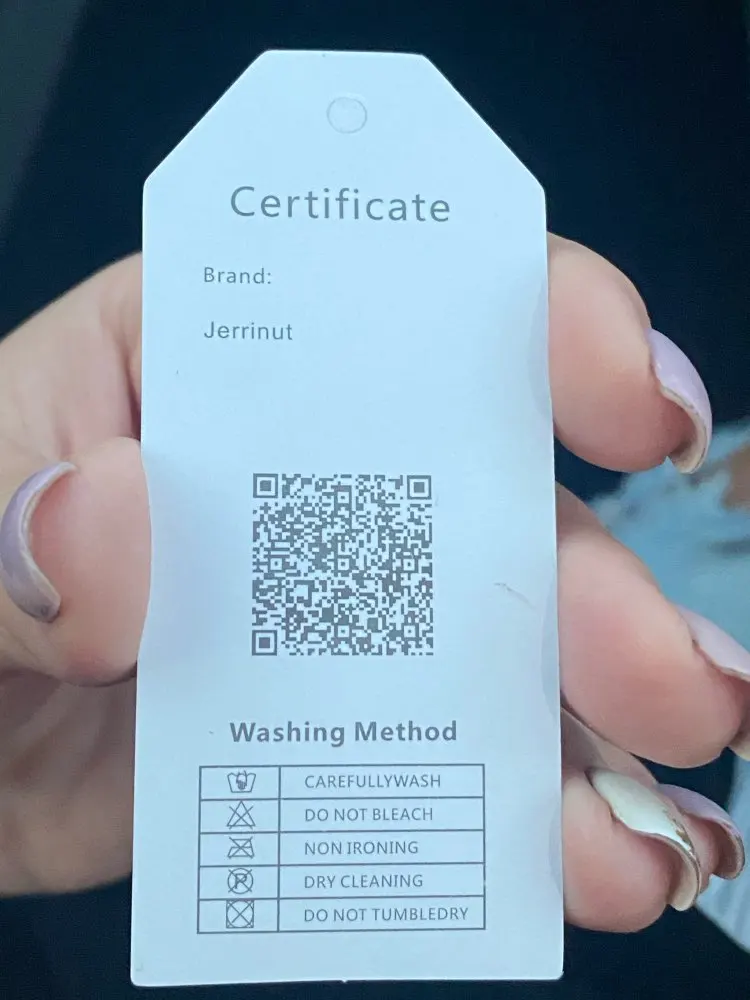 Certificate
Brand:
Jerrinut
Washing Method
CAREFULLYWASH
DO NOT BLEACH
NON IRONING
DRY CLEANING
DO NOT TUMBLEDRY